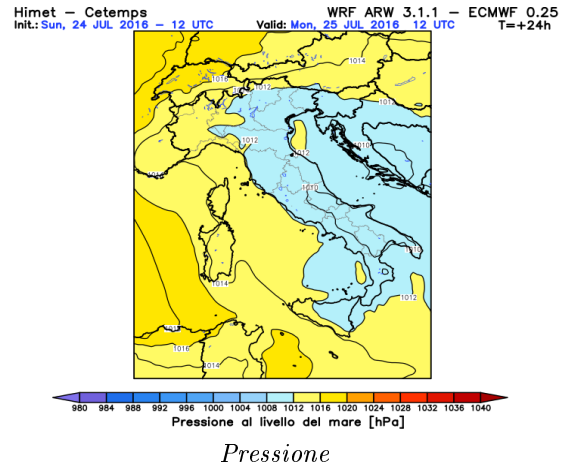 Himet – Cetemps WRF ARW 3.1.1 – ECMWF 0.25
Init.: Sun, 24 JUL 2016 – 12 UTC Valid: Mon, 25 JUL 2016 12 UTC T=+24h
1014
1016
1012
1012
1012
1010
1010
1010
1014
1012
1016
1014
980 984 988 992 996 1000 1004 1008 1012 1016 1020 1024 1028 1032 1036 1040
Pressione al livello del mare [hPa]
Pressione